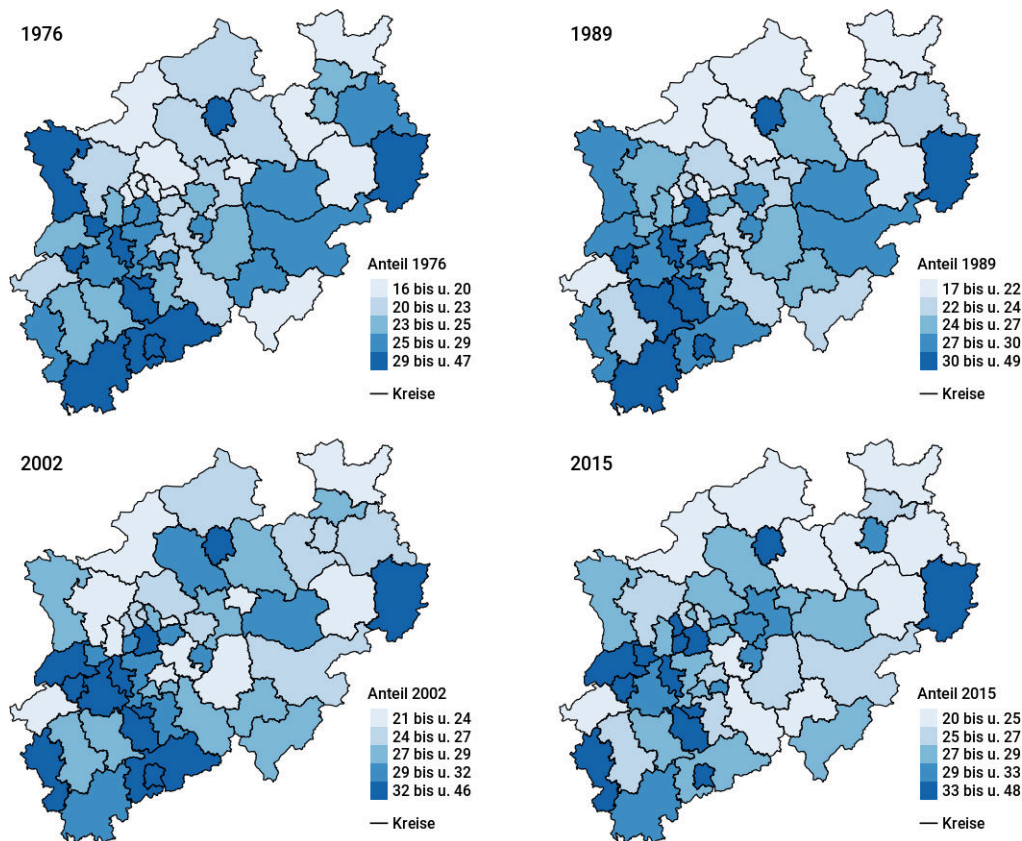 1976
Anteil 1976
16 bis u. 20
20 bis u. 23
23 bis u. 25
25 bis u. 29
29 bis u. 47
Kreise
1989
Anteil 1989
17 bis u. 22
22 bis u. 24
24 bis u. 27
27 bis u. 30
30 bis u. 49
Kreise
2002
Anteil 2002
21 bis u. 24
24 bis u. 27
27 bis u. 29
29 bis u. 32
32 bis u. 46
Kreise
2015
Anteil 2015
20 bis u. 25
25 bis u. 27
27 bis u. 29
29 bis u. 33
33 bis u. 48
Kreise